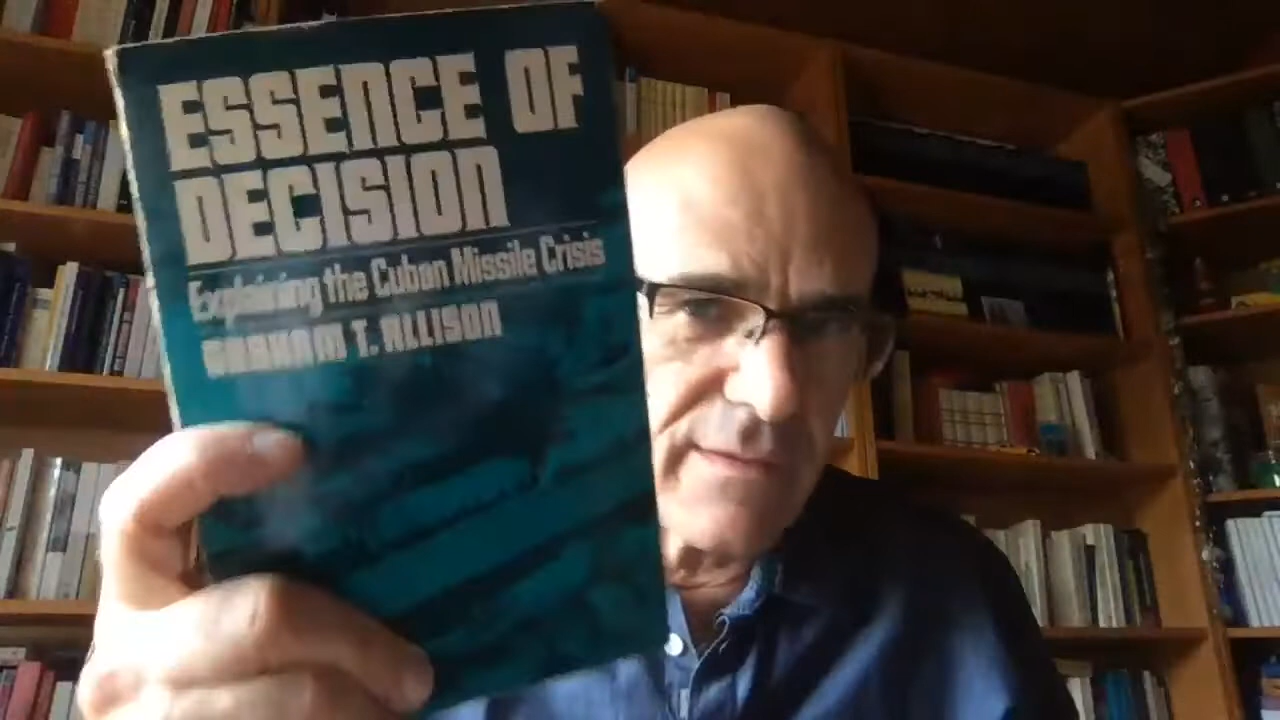 ESSENCE OF
DECISION
Explaining the Cuban Missile Crisis
GRAHAM T. ALLISON